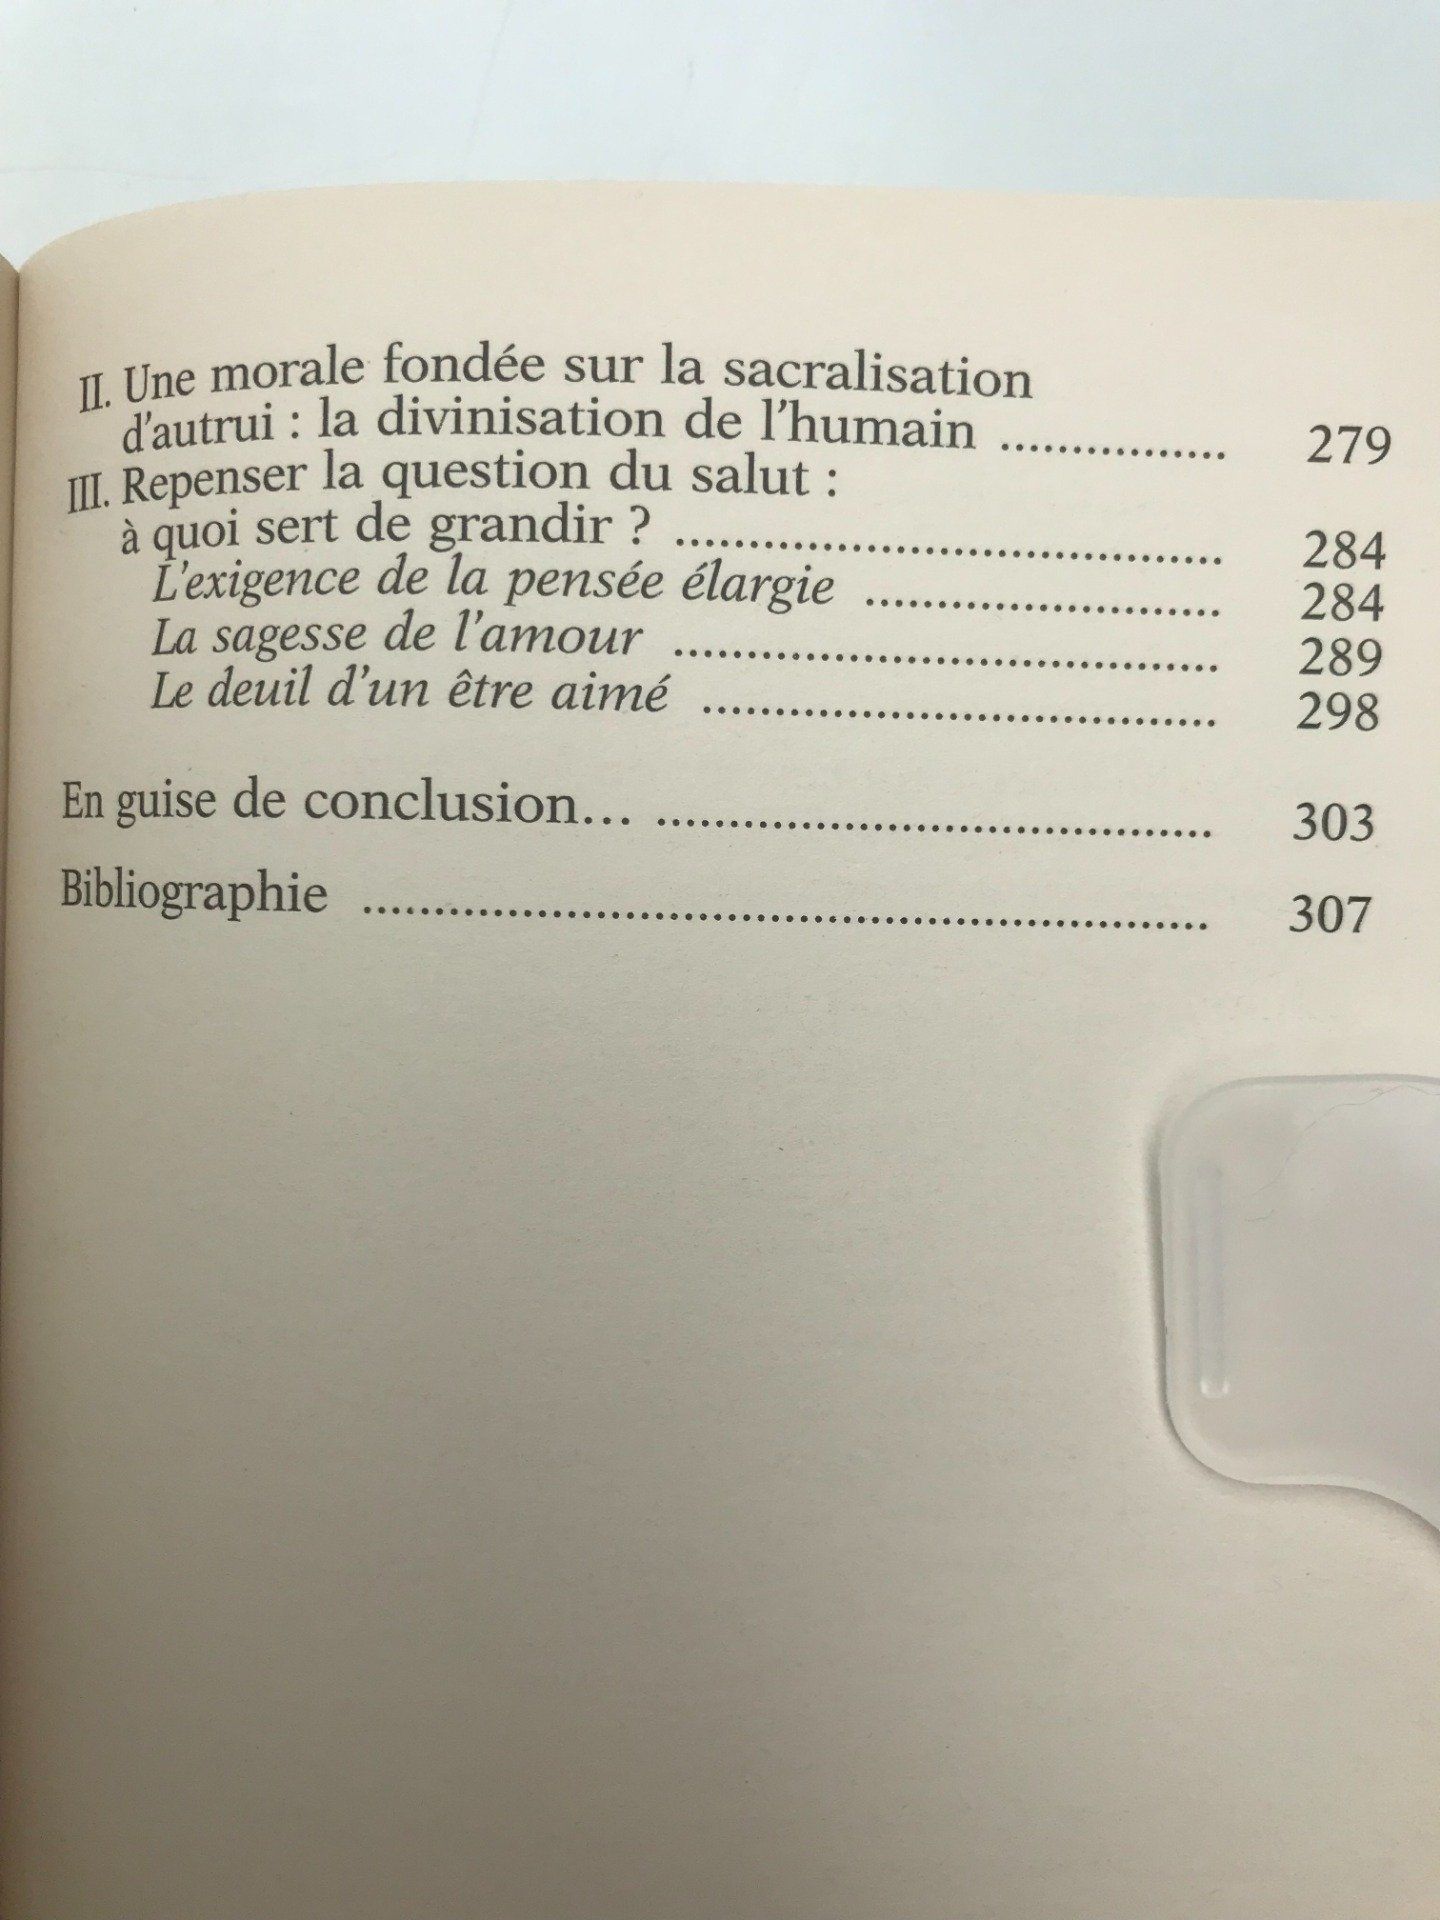 II. Une morale fondée sur la sacralisation
d'autrui : la divinisation de l'humain ................ 279
III. Repenser la question du salut :
à quoi sert de grandir ? ...................................... 284
L'exigence de la pensée élargie ......................... 284
La sagesse de l'amour ...................................... 289
Le deuil d'un être aimé .................................... 298
En guise de conclusion... ...................................... 303
Bibliographie .......................................................... 307